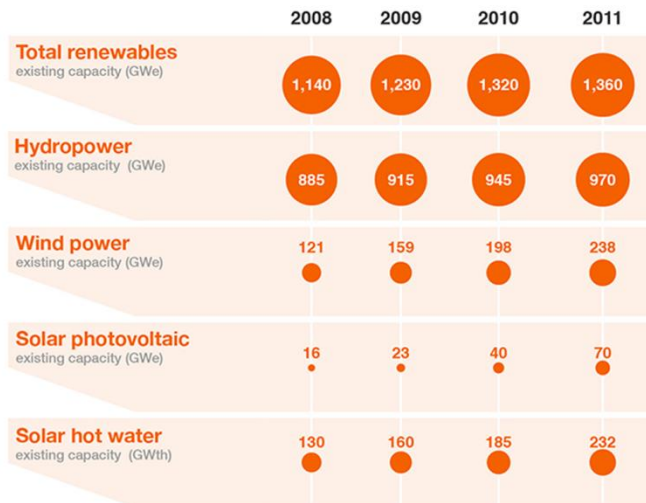 2008 2009 2010 2011
Total renewables
existing capacity (GWe)
1,140 1,230 1,320 1,360
Hydropower
existing capacity (GWe)
885 915 945 970
Wind power
existing capacity (GWe)
121 159 198 238
Solar photovoltaic
existing capacity (GWe)
16 23 40 70
Solar hot water
existing capacity (GWth)
130 160 185 232